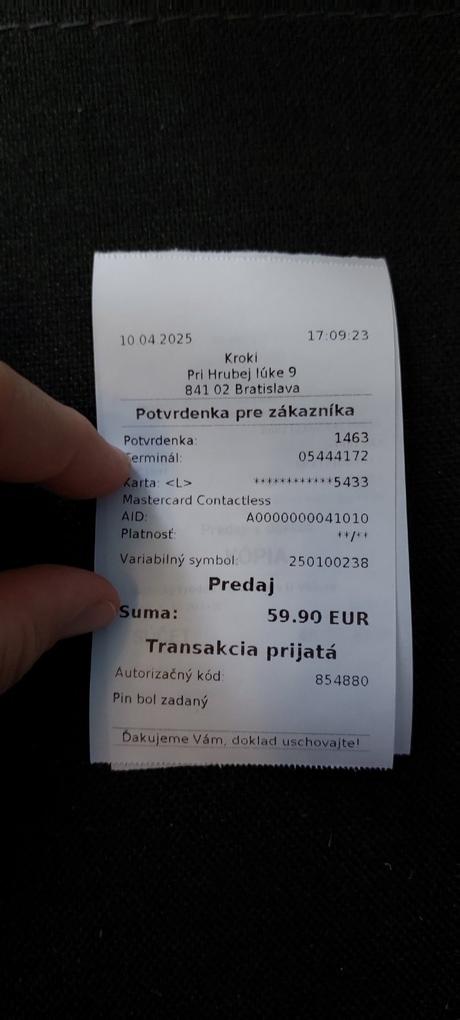 10.04.2025 17:09:23
Kroki
Pri Hrubej lúke 9
841 02 Bratislava
Potvrdenka pre zákazníka
Potvrdenka: 1463
Terminál: 05444172
Karta: <L> ************5433
Mastercard Contactless
AID: A0000000041010
Platnosť: **/**
Variabilný symbol: 250100238
Predaj
Suma: 59.90 EUR
Transakcia prijatá
Autorizačný kód: 854880
Pin bol zadaný
Ďakujeme Vám, doklad uschovajte!